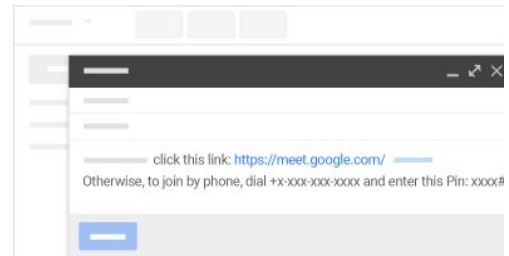 click this link: https://meet.google.com/
Otherwise, to join by phone, dial +x-xxx-xxx-xxxx and enter this Pin: xxxx#